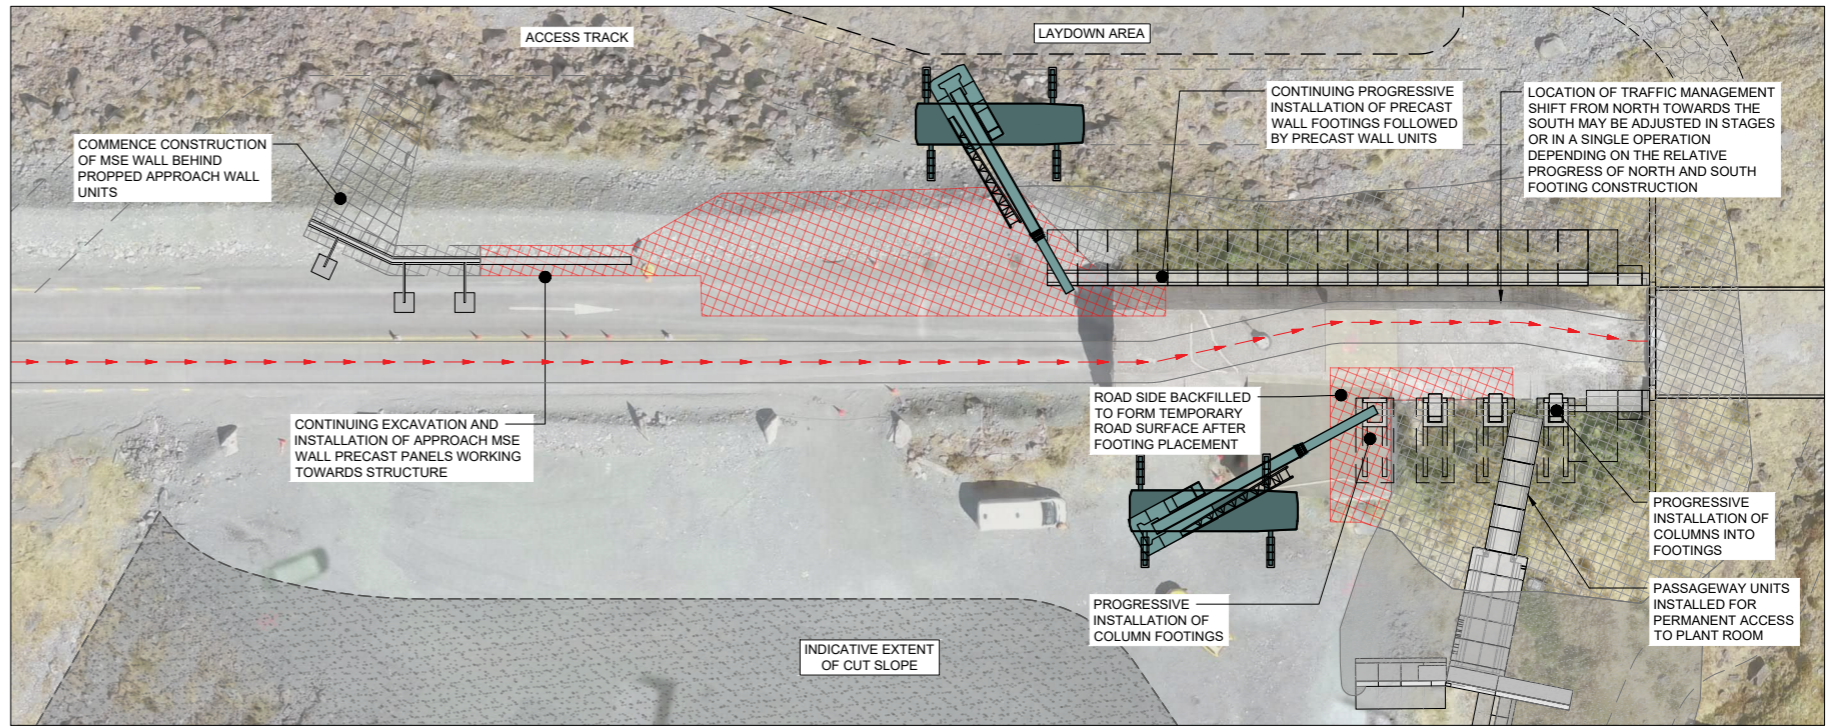 ACCESS TRACK
LAYDOWN AREA
COMMENCE CONSTRUCTION
OF MSE WALL BEHIND
PROPPED APPROACH WALL
UNITS
CONTINUING PROGRESSIVE
INSTALLATION OF PRECAST
WALL FOOTINGS FOLLOWED
BY PRECAST WALL UNITS
LOCATION OF TRAFFIC MANAGEMENT
SHIFT FROM NORTH TOWARDS THE
SOUTH MAY BE ADJUSTED IN STAGES
OR IN A SINGLE OPERATION
DEPENDING ON THE RELATIVE
PROGRESS OF NORTH AND SOUTH
FOOTING CONSTRUCTION
CONTINUING EXCAVATION AND
INSTALLATION OF APPROACH MSE
WALL PRECAST PANELS WORKING
TOWARDS STRUCTURE
ROAD SIDE BACKFILLED
TO FORM TEMPORARY
ROAD SURFACE AFTER
FOOTING PLACEMENT
PROGRESSIVE
INSTALLATION OF
COLUMNS INTO
FOOTINGS
PROGRESSIVE
INSTALLATION OF
COLUMN FOOTINGS
PASSAGEWAY UNITS
INSTALLED FOR
PERMANENT ACCESS
TO PLANT ROOM
INDICATIVE EXTENT
OF CUT SLOPE